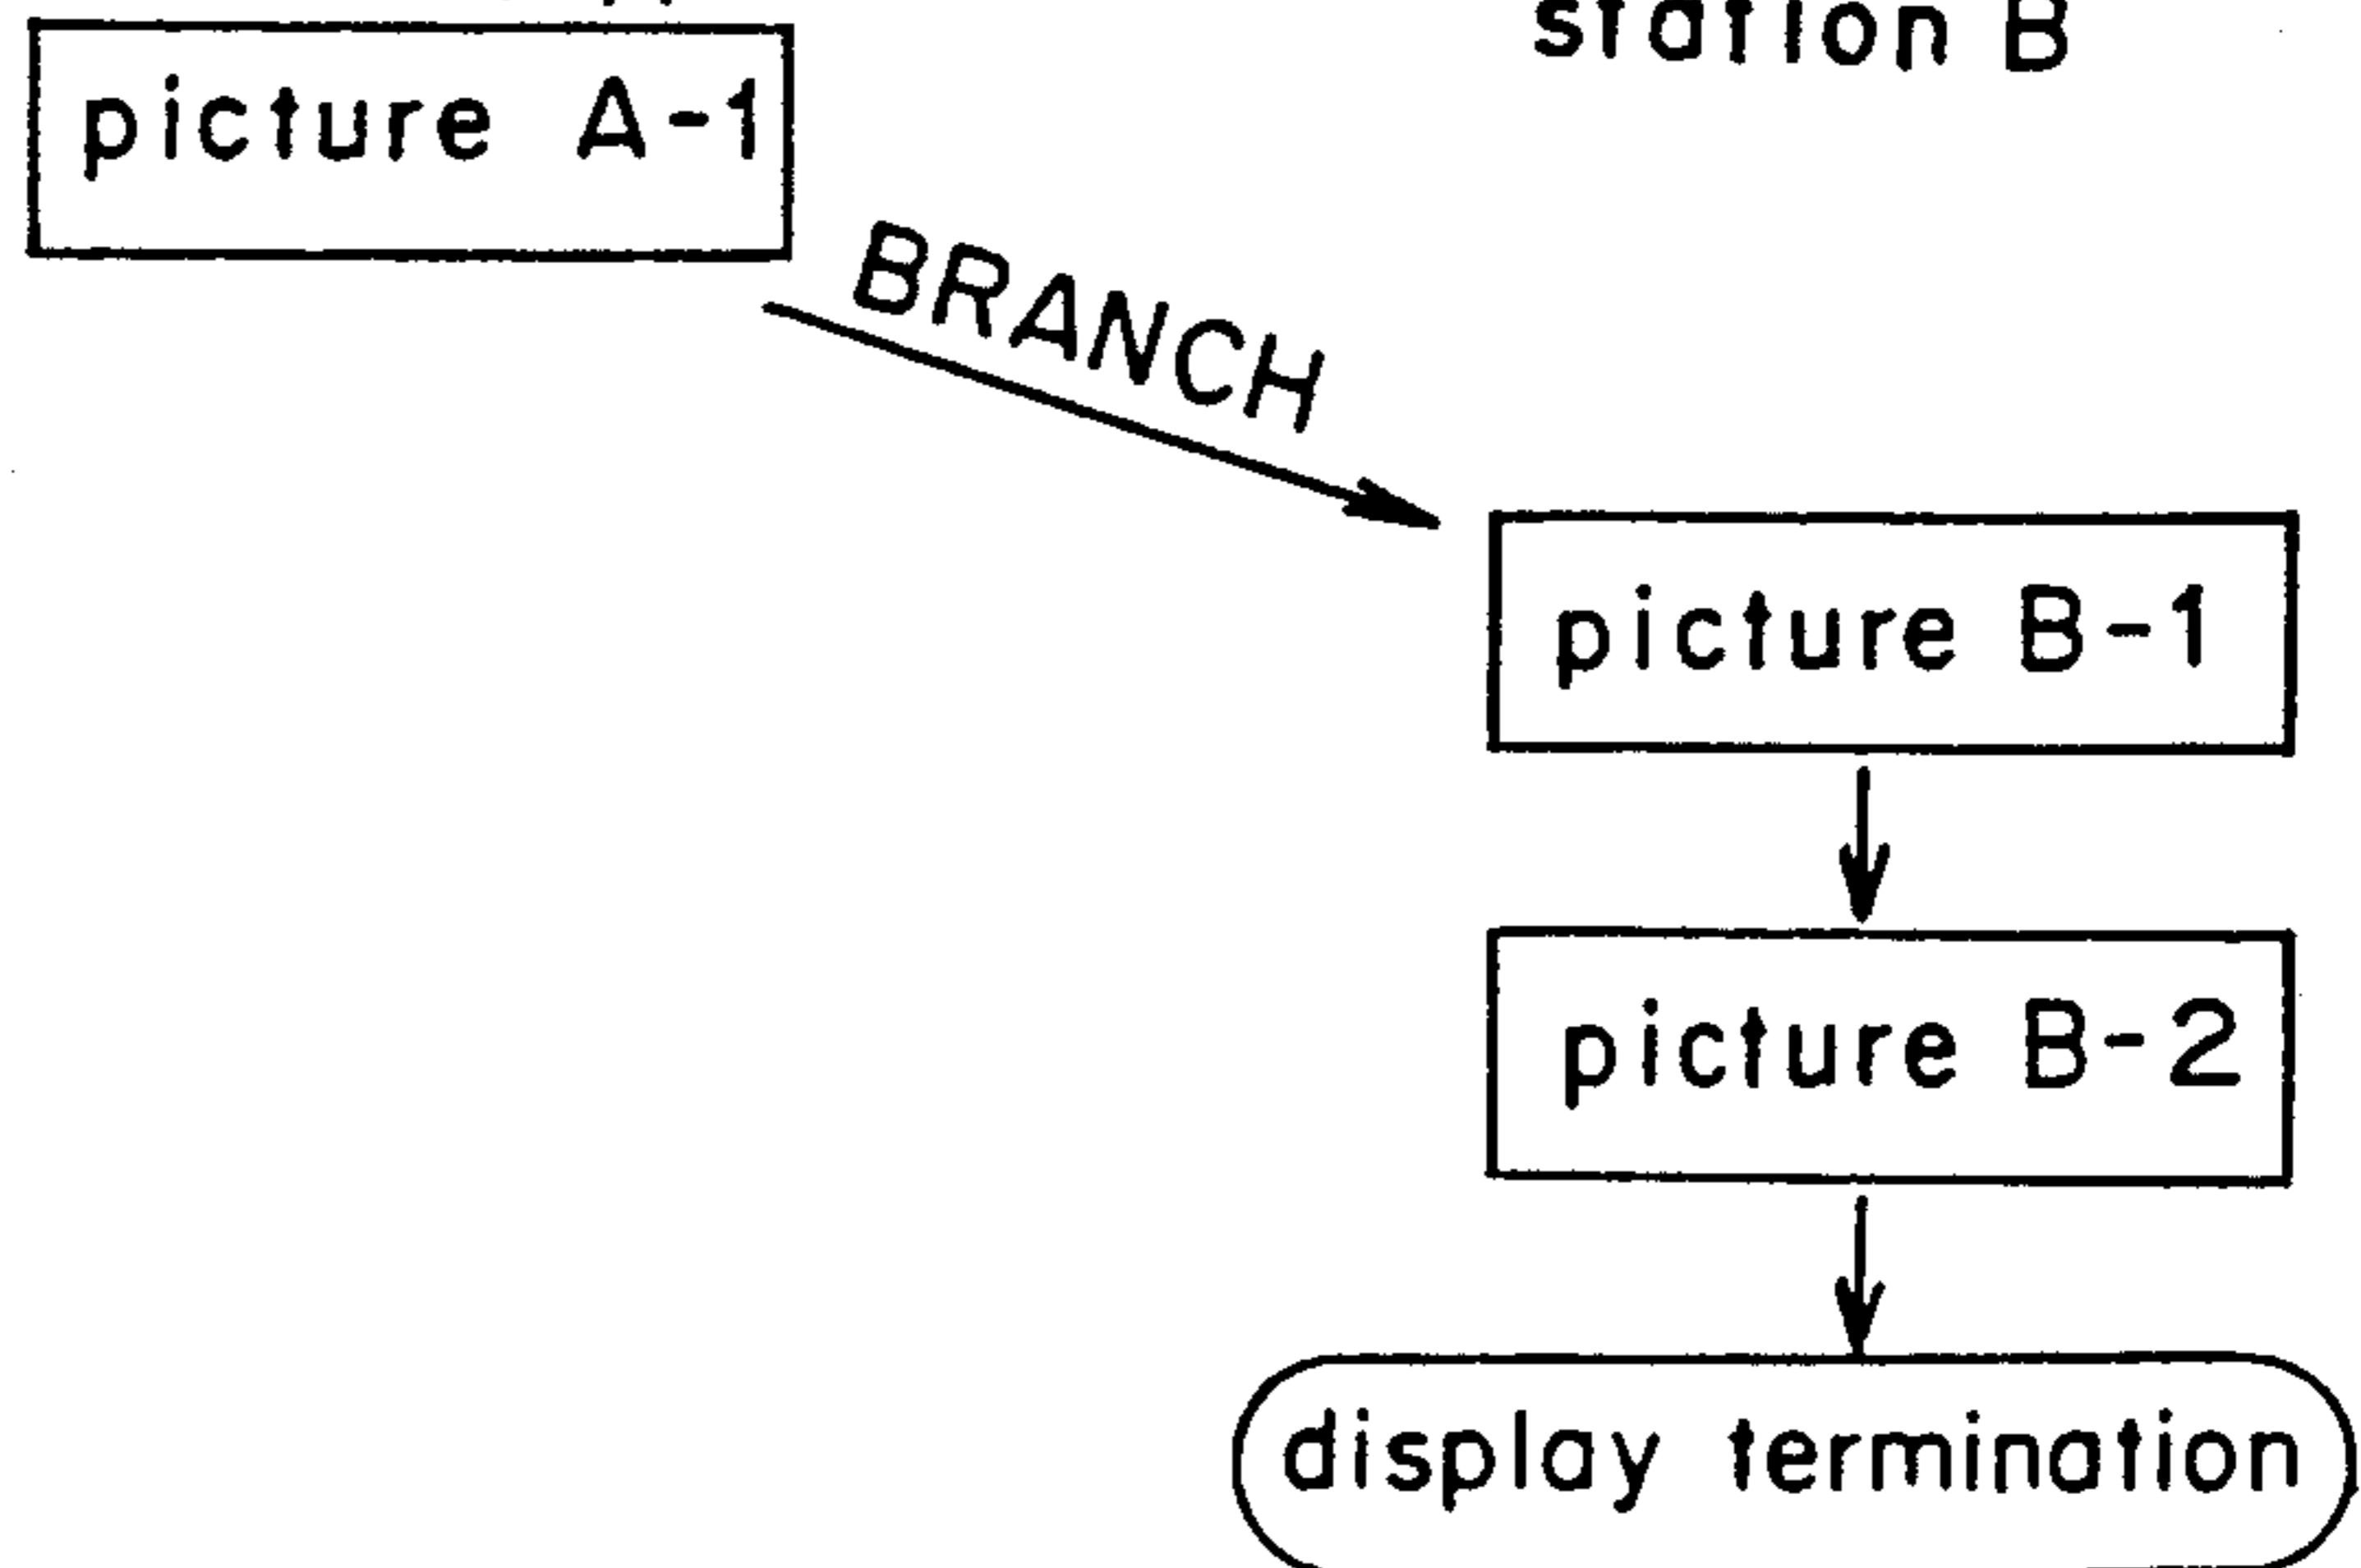 station B
picture A-1
BRANCH
picture B-1
picture B-2
display termination